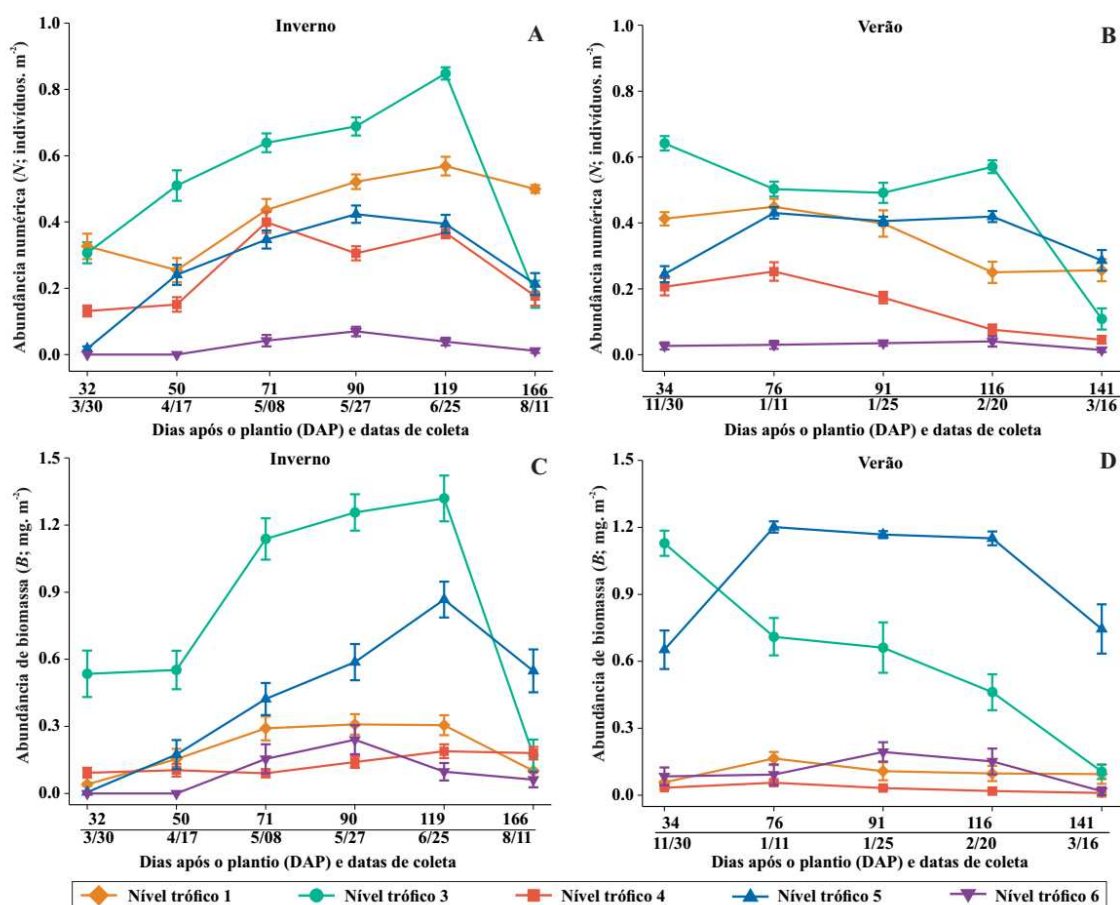 Inverno
A
Abundância numérica (N; indivíduos. m⁻²)
1.0
0.8
0.6
0.4
0.2
0.0
32 50 71 90 119 166
3/30 4/17 5/08 5/27 6/25 8/11
Dias após o plantio (DAP) e datas de coleta
Verão
B
Abundância numérica (N; indivíduos. m⁻²)
1.0
0.8
0.6
0.4
0.2
0.0
34 76 91 116 141
11/30 1/11 1/25 2/20 3/16
Dias após o plantio (DAP) e datas de coleta
Inverno
C
Abundância de biomassa (B; mg. m⁻²)
1.5
1.2
0.9
0.6
0.3
0.0
32 50 71 90 119 166
3/30 4/17 5/08 5/27 6/25 8/11
Dias após o plantio (DAP) e datas de coleta
Verão
D
Abundância de biomassa (B; mg. m⁻²)
1.5
1.2
0.9
0.6
0.3
0.0
34 76 91 116 141
11/30 1/11 1/25 2/20 3/16
Dias após o plantio (DAP) e datas de coleta
Nível trófico 1 Nível trófico 3 Nível trófico 4 Nível trófico 5 Nível trófico 6